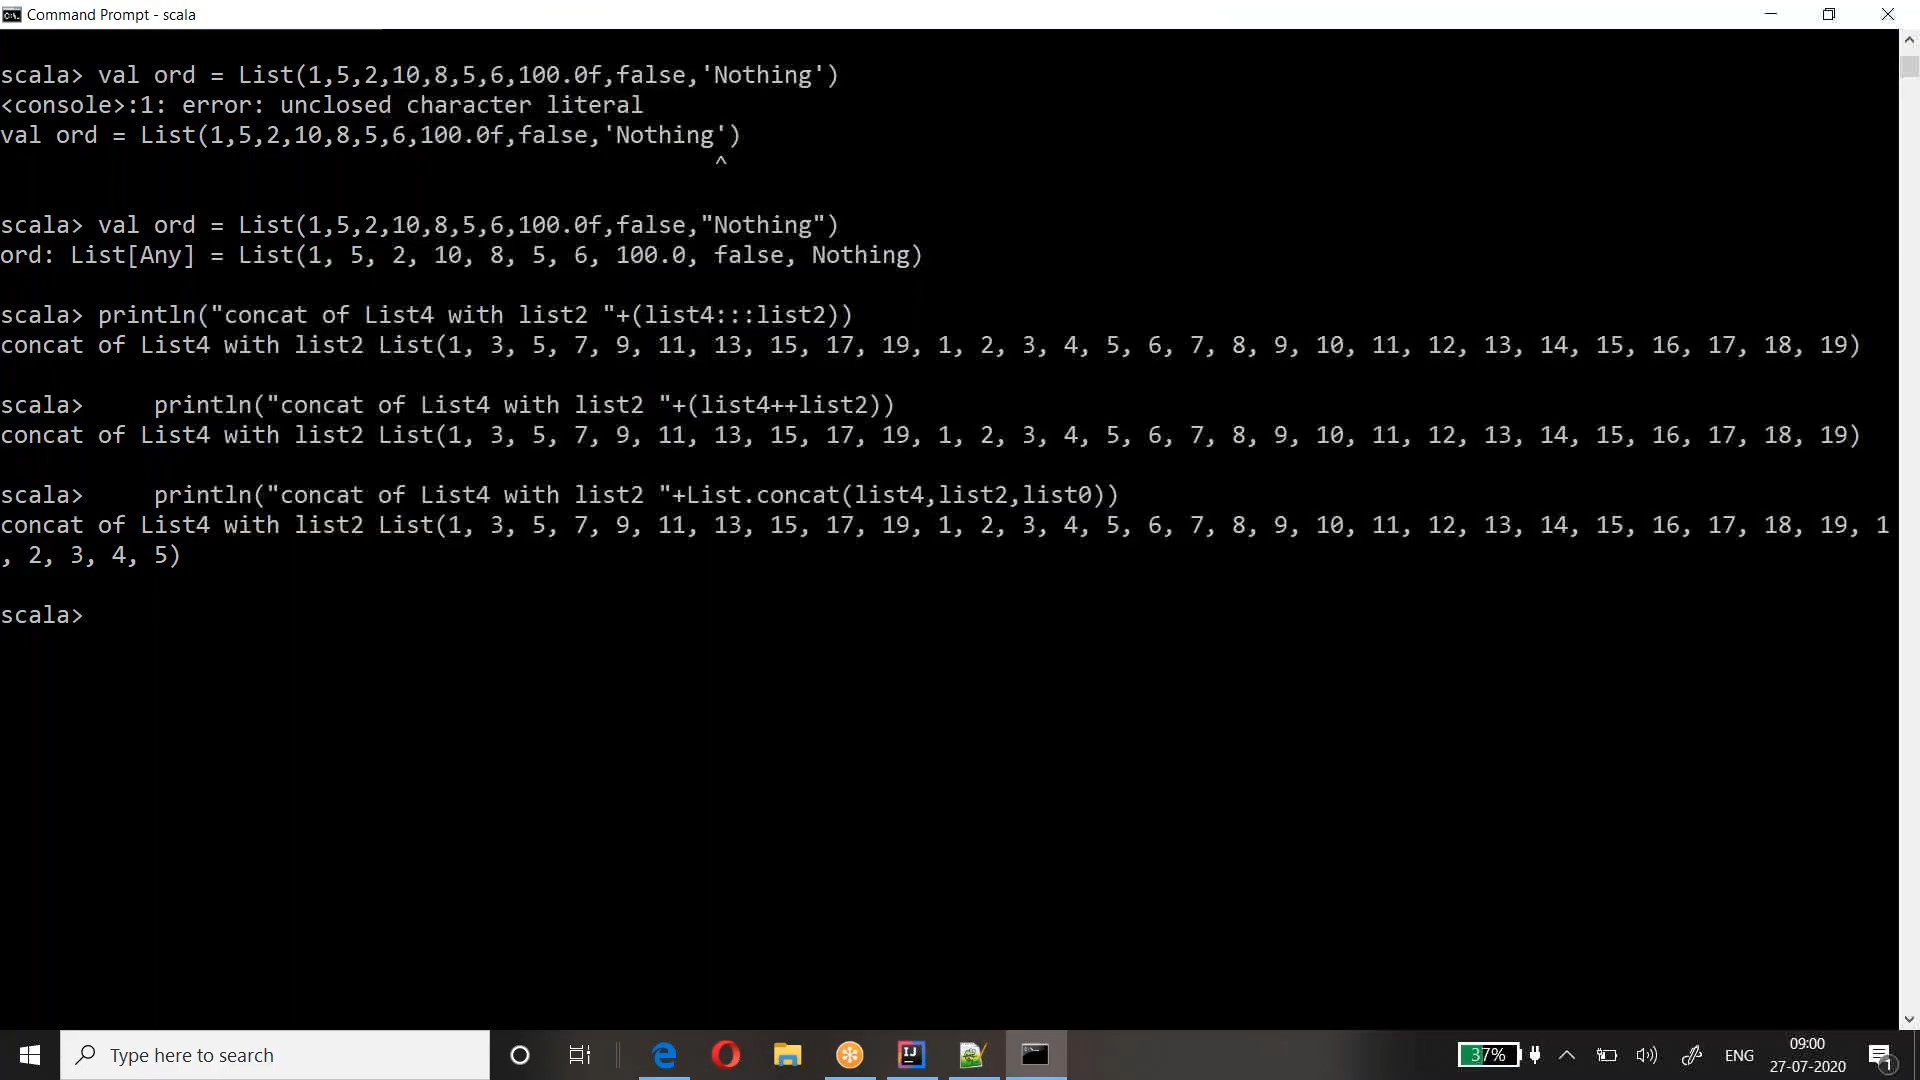 Command Prompt - scala
scala> val ord = List(1,5,2,10,8,5,6,100.0f,false,'Nothing')
<console>:1: error: unclosed character literal
val ord = List(1,5,2,10,8,5,6,100.0f,false,'Nothing')
^
scala> val ord = List(1,5,2,10,8,5,6,100.0f,false,"Nothing")
ord: List[Any] = List(1, 5, 2, 10, 8, 5, 6, 100.0, false, Nothing)
scala> println("concat of List4 with list2 "+(list4:::list2))
concat of List4 with list2 List(1, 3, 5, 7, 9, 11, 13, 15, 17, 19, 1, 2, 3, 4, 5, 6, 7, 8, 9, 10, 11, 12, 13, 14, 15, 16, 17, 18, 19)
scala>     println("concat of List4 with list2 "+(list4++list2))
concat of List4 with list2 List(1, 3, 5, 7, 9, 11, 13, 15, 17, 19, 1, 2, 3, 4, 5, 6, 7, 8, 9, 10, 11, 12, 13, 14, 15, 16, 17, 18, 19)
scala>     println("concat of List4 with list2 "+List.concat(list4,list2,list0))
concat of List4 with list2 List(1, 3, 5, 7, 9, 11, 13, 15, 17, 19, 1, 2, 3, 4, 5, 6, 7, 8, 9, 10, 11, 12, 13, 14, 15, 16, 17, 18, 19, 1
, 2, 3, 4, 5)
scala>
Type here to search
IJ
37%
ENG
09:00
27-07-2020
1